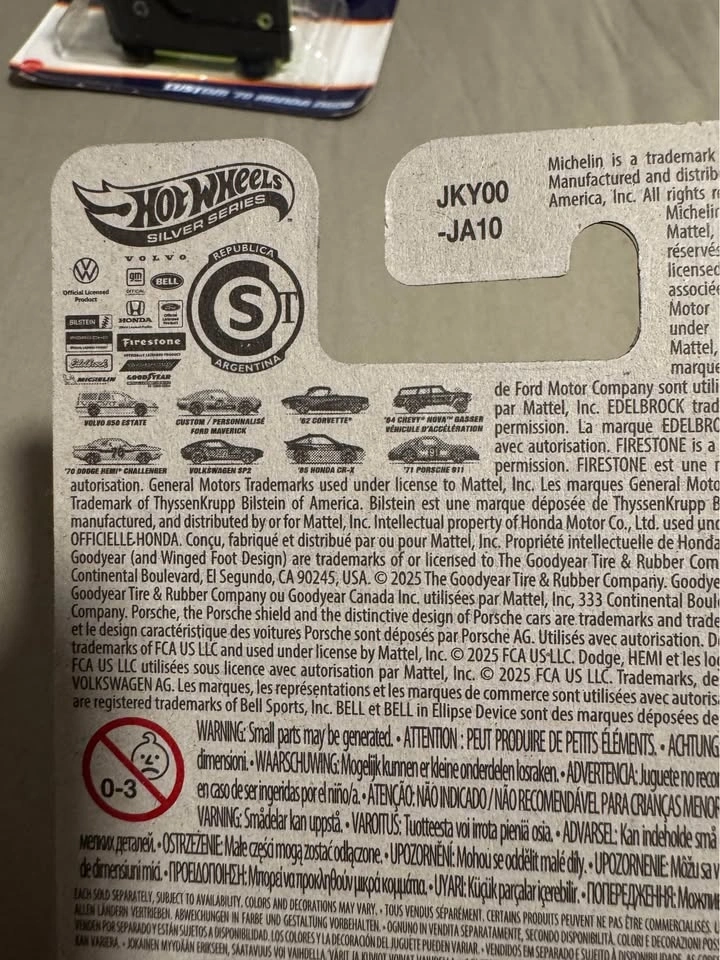 CUSTOM '70 HONDA N600
HOT WHEELS
SILVER SERIES
JKY00
-JA10
Michelin is a trademark
Manufactured and distrib
America, Inc. All rights re
Michelin
Mattel,
réservés
licensed
associée
Motor
under
Mattel,
marque
Official Licensed
Product
VOLVO
gm
OFFICIAL
BELL
BILSTEIN
HONDA
PORSCHE
Firestone
Edelbrock
MICHELIN
GOODYEAR
REPUBLICA
S
T
ARGENTINA
VOLVO 850 ESTATE
CUSTOM / PERSONNALISÉ
FORD MAVERICK
'62 CORVETTE
'64 CHEVY NOVA GASSER
VÉHICULE D'ACCÉLÉRATION
'70 DODGE HEMI CHALLENGER
VOLKSWAGEN SP2
'85 HONDA CR-X
'71 PORSCHE 911
de Ford Motor Company sont utili
par Mattel, Inc. EDELBROCK trad
permission. La marque EDELBRO
avec autorisation. FIRESTONE is a
permission. FIRESTONE est une r
autorisation. General Motors Trademarks used under license to Mattel, Inc. Les marques General Moto
Trademark of ThyssenKrupp Bilstein of America. Bilstein est une marque déposée de ThyssenKrupp B
manufactured, and distributed by or for Mattel, Inc. Intellectual property of Honda Motor Co., Ltd. used und
OFFICIELLE-HONDA. Conçu, fabriqué et distribué par ou pour Mattel, Inc. Propriété intellectuelle de Honda
Goodyear (and Winged Foot Design) are trademarks of or licensed to The Goodyear Tire & Rubber Com
Continental Boulevard, El Segundo, CA 90245, USA. © 2025 The Goodyear Tire & Rubber Company. Goodye
Goodyear Tire & Rubber Company ou Goodyear Canada Inc. utilisées par Mattel, Inc, 333 Continental Boule
Company. Porsche, the Porsche shield and the distinctive design of Porsche cars are trademarks and trade
et le design caractéristique des voitures Porsche sont déposés par Porsche AG. Utilisés avec autorisation. D
trademarks of FCA US LLC and used under license by Mattel, Inc. © 2025 FCA US LLC. Dodge, HEMI et les lo
FCA US LLC utilisées sous licence avec autorisation par Mattel, Inc. © 2025 FCA US LLC. Trademarks, de
VOLKSWAGEN AG. Les marques, les représentations et les marques de commerce sont utilisées avec autoris
are registered trademarks of Bell Sports, Inc. BELL et BELL in Ellipse Device sont des marques déposées de
0-3
WARNING: Small parts may be generated. • ATTENTION : PEUT PRODUIRE DE PETITS ÉLÉMENTS. • ACHTUNG
dimensioni. • WAARSCHUWING: Mogelijk kunnen er kleine onderdelen losraken. • ADVERTENCIA: Juguete no reco
en caso de ser ingeridas por el niño/a. • ATENÇÃO: NÃO INDICADO / NÃO RECOMENDÁVEL PARA CRIANÇAS MENOR
VARNING: Smådelar kan uppstå. • VAROITUS: Tuotteesta voi irrota pieniä osia. • ADVARSEL: Kan indeholde små
мелких деталей. • OSTRZEŻENIE: Małe części mogą zostać odłączone. • UPOZORNĚNÍ: Mohou se oddělit malé díly. • UPOZORNENIE: Môžu sa v
de dimensiuni mici. • ΠΡΟΕΙΔΟΠΟΙΗΣΗ: Μπορεί να προκληθούν μικρά κομμάτια. • UYARI: Küçük parçalar içerebilir. • ПОПЕРЕДЖЕННЯ: Можлив
EACH SOLD SEPARATELY, SUBJECT TO AVAILABILITY. COLORS AND DECORATIONS MAY VARY. • TOUS VENDUS SÉPARÉMENT. CERTAINS PRODUITS PEUVENT NE PAS ÊTRE COMMERCIALISÉS.
ALLEN LÄNDERN VERTRIEBEN. ABWEICHUNGEN IN FARBE UND GESTALTUNG VORBEHALTEN. • OGNUNO IN VENDITA SEPARATAMENTE, SECONDO DISPONIBILITÀ. COLORI E DECORAZIONI POS
VENDEN POR SEPARADO Y ESTÁN SUJETOS A DISPONIBILIDAD. LOS COLORES Y LA DECORACIÓN DEL JUGUETE PUEDEN VARIAR. • VENDIDOS EM SEPARADO E SUJEITO À DISPONIBILIDADE.
KAN VARIERA. • JOKAINEN MYYDÄÄN ERIKSEEN, SAATAVUUS VOI VAIHDELLA.